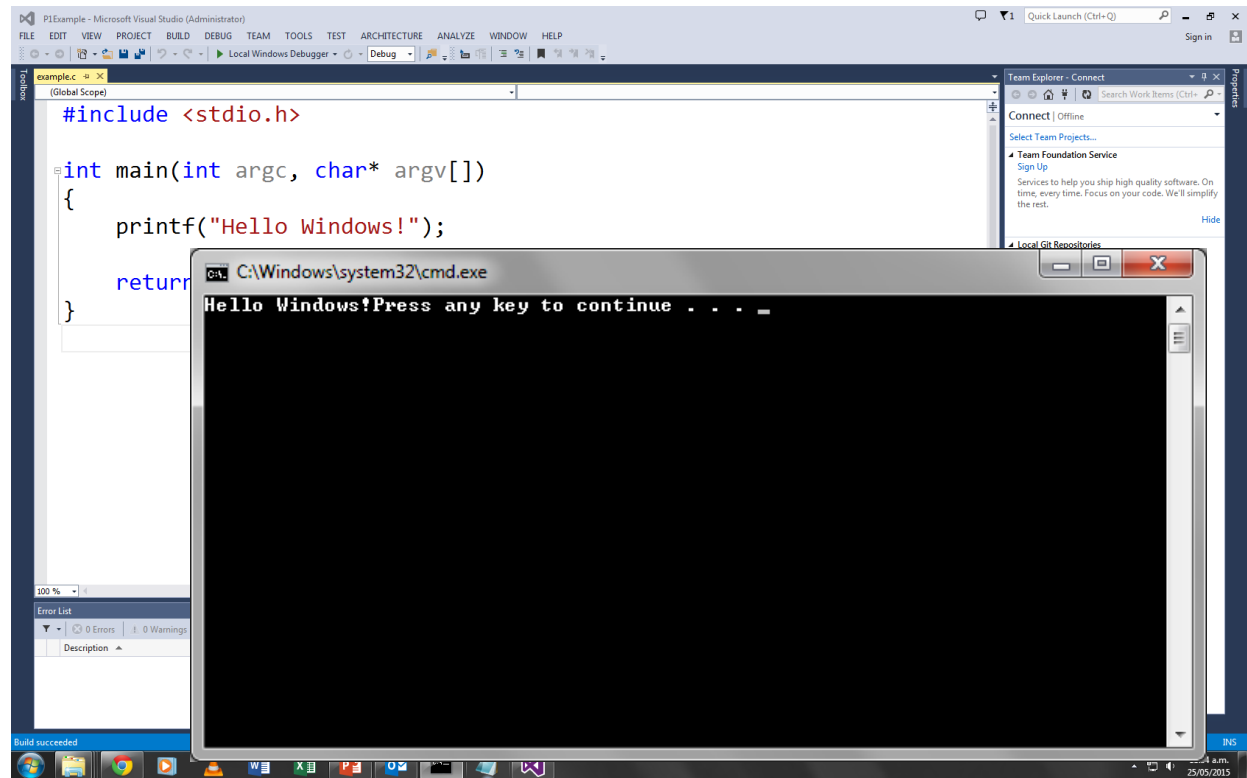 P1Example - Microsoft Visual Studio (Administrator)
1 Quick Launch (Ctrl+Q)
FILE EDIT VIEW PROJECT BUILD DEBUG TEAM TOOLS TEST ARCHITECTURE ANALYZE WINDOW HELP
Sign in
Local Windows Debugger Debug
Toolbox
example.c
(Global Scope)
#include <stdio.h>
int main(int argc, char* argv[])
{
printf("Hello Windows!");
return
}
Team Explorer - Connect
Search Work Items (Ctrl+
Connect | Offline
Select Team Projects...
Team Foundation Service
Sign Up
Services to help you ship high quality software. On
time, every time. Focus on your code. We'll simplify
the rest.
Hide
Local Git Repositories
Properties
C:\Windows\system32\cmd.exe
Hello Windows!Press any key to continue . . . _
100 %
Error List
0 Errors 0 Warnings
Description
Build succeeded
INS
a.m.
25/05/2015